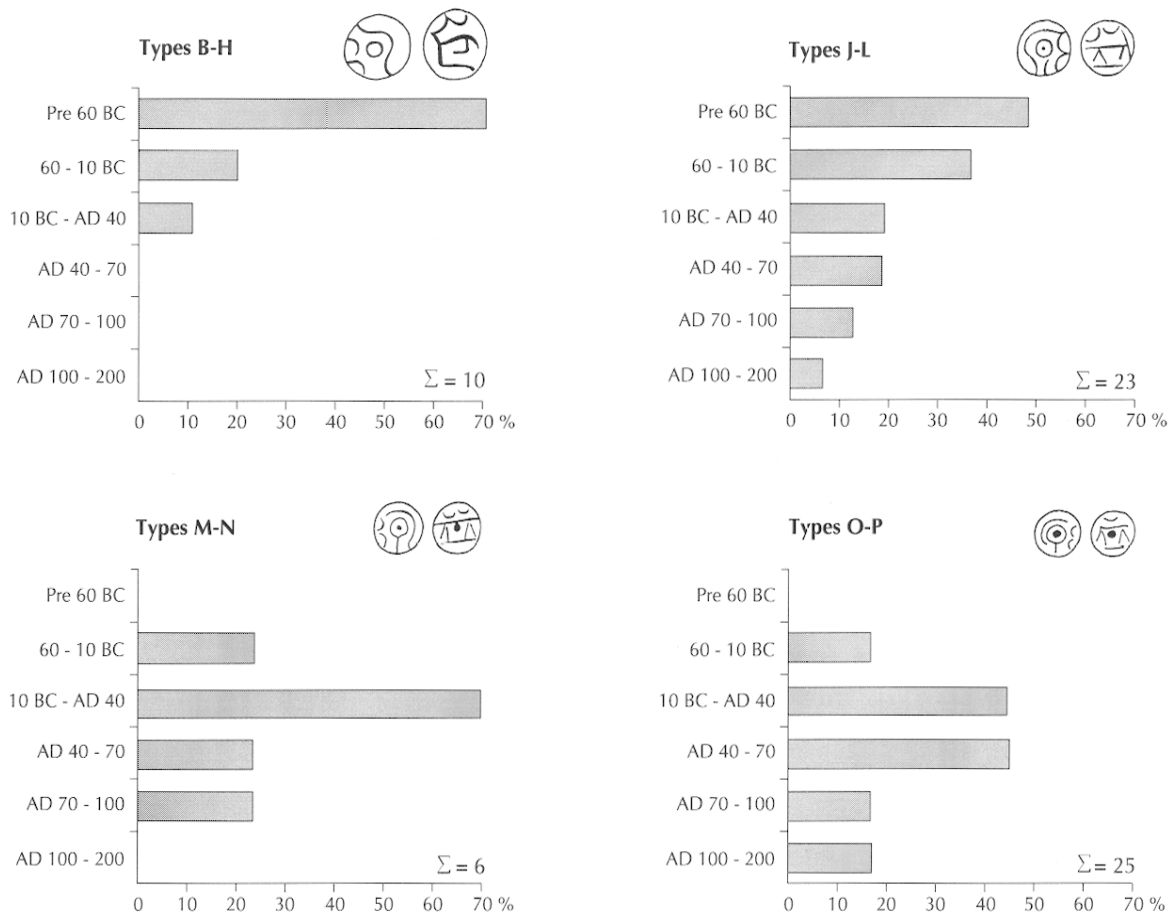 Types B-H
Pre 60 BC
60 - 10 BC
10 BC - AD 40
AD 40 - 70
AD 70 - 100
AD 100 - 200
Σ = 10
0 10 20 30 40 50 60 70 %
Types J-L
Pre 60 BC
60 - 10 BC
10 BC - AD 40
AD 40 - 70
AD 70 - 100
AD 100 - 200
Σ = 23
0 10 20 30 40 50 60 70 %
Types M-N
Pre 60 BC
60 - 10 BC
10 BC - AD 40
AD 40 - 70
AD 70 - 100
AD 100 - 200
Σ = 6
0 10 20 30 40 50 60 70 %
Types O-P
Pre 60 BC
60 - 10 BC
10 BC - AD 40
AD 40 - 70
AD 70 - 100
AD 100 - 200
Σ = 25
0 10 20 30 40 50 60 70 %